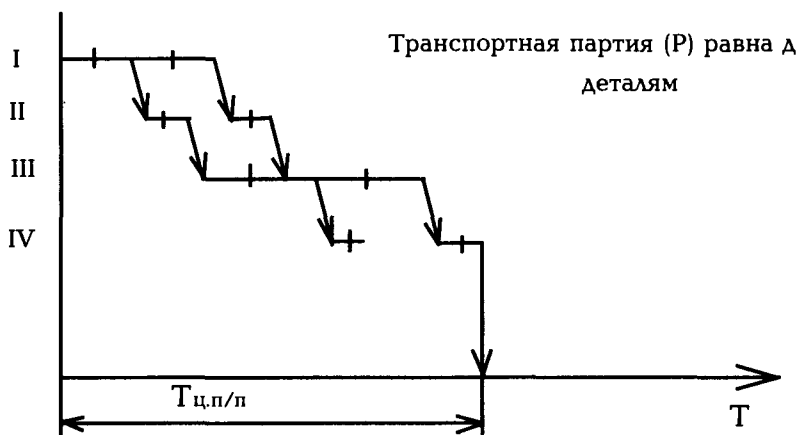 Транспортная партия (Р) равна д
деталям
I
II
III
IV
Тц.п/п
Т